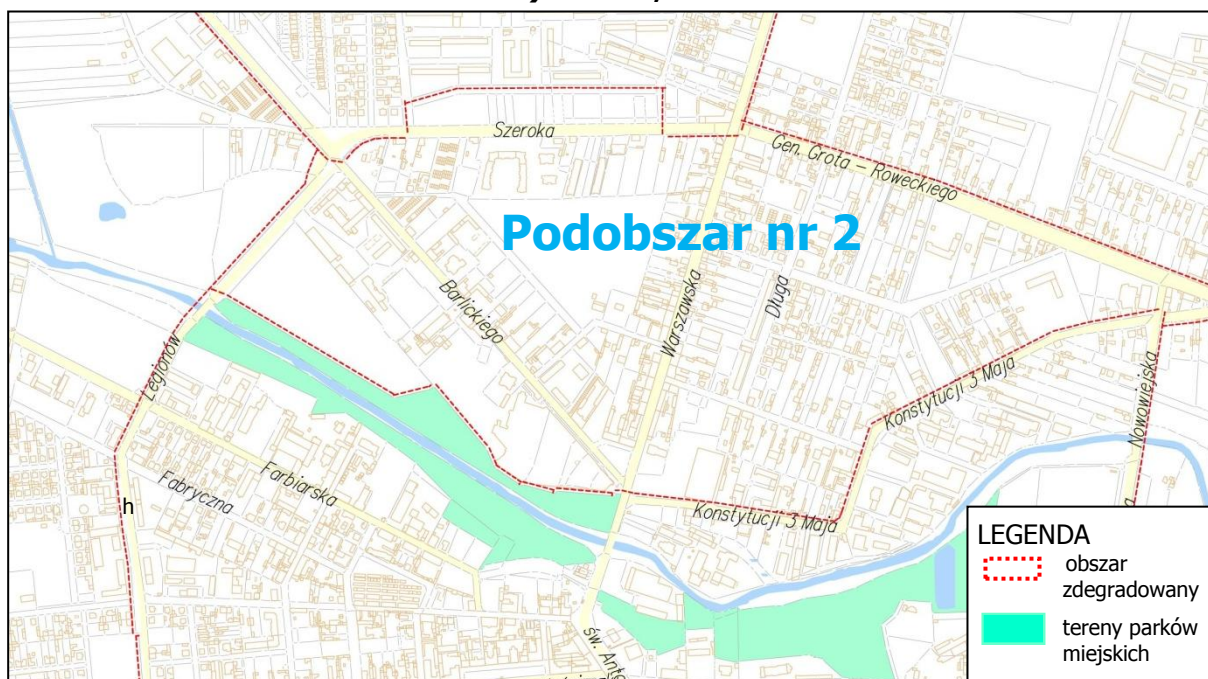 Szeroka
Gen. Grota – Roweckiego
Podobszar nr 2
Barlickiego
Warszawska
Długa
Legionów
Konstytucji 3 Maja
Nowowiejska
Farbiarska
Fabryczna
h
Konstytucji 3 Maja
św. Anto
LEGENDA
obszar
zdegradowany
tereny parków
miejskich